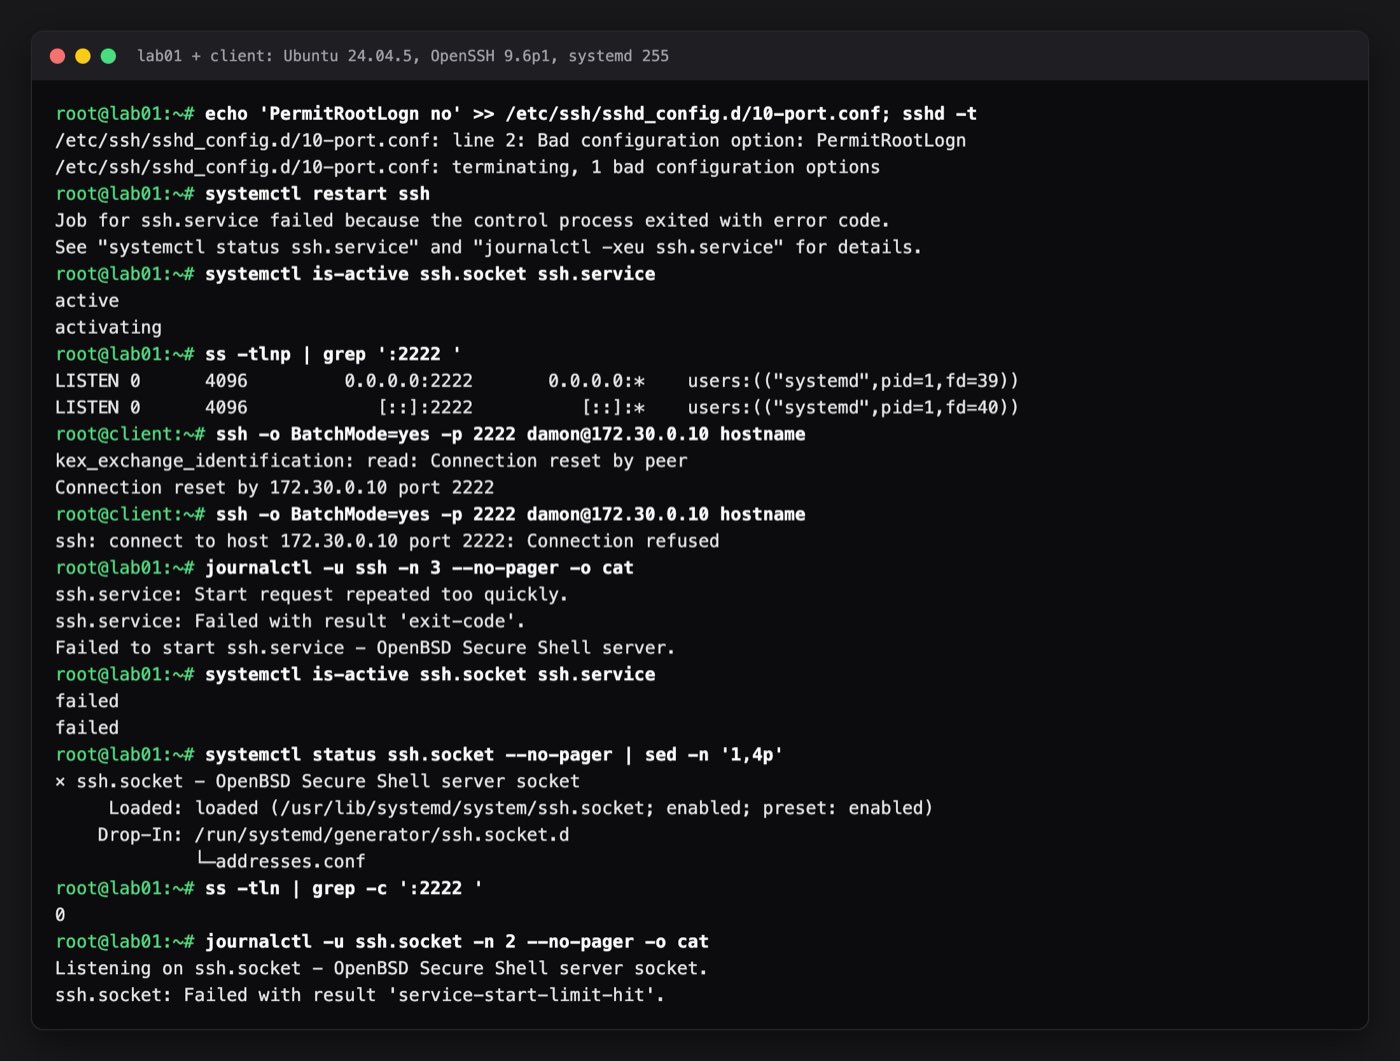 lab01 + client: Ubuntu 24.04.5, OpenSSH 9.6p1, systemd 255
root@lab01:~# echo 'PermitRootLogn no' >> /etc/ssh/sshd_config.d/10-port.conf; sshd -t
/etc/ssh/sshd_config.d/10-port.conf: line 2: Bad configuration option: PermitRootLogn
/etc/ssh/sshd_config.d/10-port.conf: terminating, 1 bad configuration options
root@lab01:~# systemctl restart ssh
Job for ssh.service failed because the control process exited with error code.
See "systemctl status ssh.service" and "journalctl -xeu ssh.service" for details.
root@lab01:~# systemctl is-active ssh.socket ssh.service
active
activating
root@lab01:~# ss -tlnp | grep ':2222 '
LISTEN 0      4096         0.0.0.0:2222       0.0.0.0:*    users:(("systemd",pid=1,fd=39))
LISTEN 0      4096            [::]:2222          [::]:*    users:(("systemd",pid=1,fd=40))
root@client:~# ssh -o BatchMode=yes -p 2222 damon@172.30.0.10 hostname
kex_exchange_identification: read: Connection reset by peer
Connection reset by 172.30.0.10 port 2222
root@client:~# ssh -o BatchMode=yes -p 2222 damon@172.30.0.10 hostname
ssh: connect to host 172.30.0.10 port 2222: Connection refused
root@lab01:~# journalctl -u ssh -n 3 --no-pager -o cat
ssh.service: Start request repeated too quickly.
ssh.service: Failed with result 'exit-code'.
Failed to start ssh.service - OpenBSD Secure Shell server.
root@lab01:~# systemctl is-active ssh.socket ssh.service
failed
failed
root@lab01:~# systemctl status ssh.socket --no-pager | sed -n '1,4p'
× ssh.socket - OpenBSD Secure Shell server socket
     Loaded: loaded (/usr/lib/systemd/system/ssh.socket; enabled; preset: enabled)
    Drop-In: /run/systemd/generator/ssh.socket.d
             └─addresses.conf
root@lab01:~# ss -tln | grep -c ':2222 '
0
root@lab01:~# journalctl -u ssh.socket -n 2 --no-pager -o cat
Listening on ssh.socket - OpenBSD Secure Shell server socket.
ssh.socket: Failed with result 'service-start-limit-hit'.